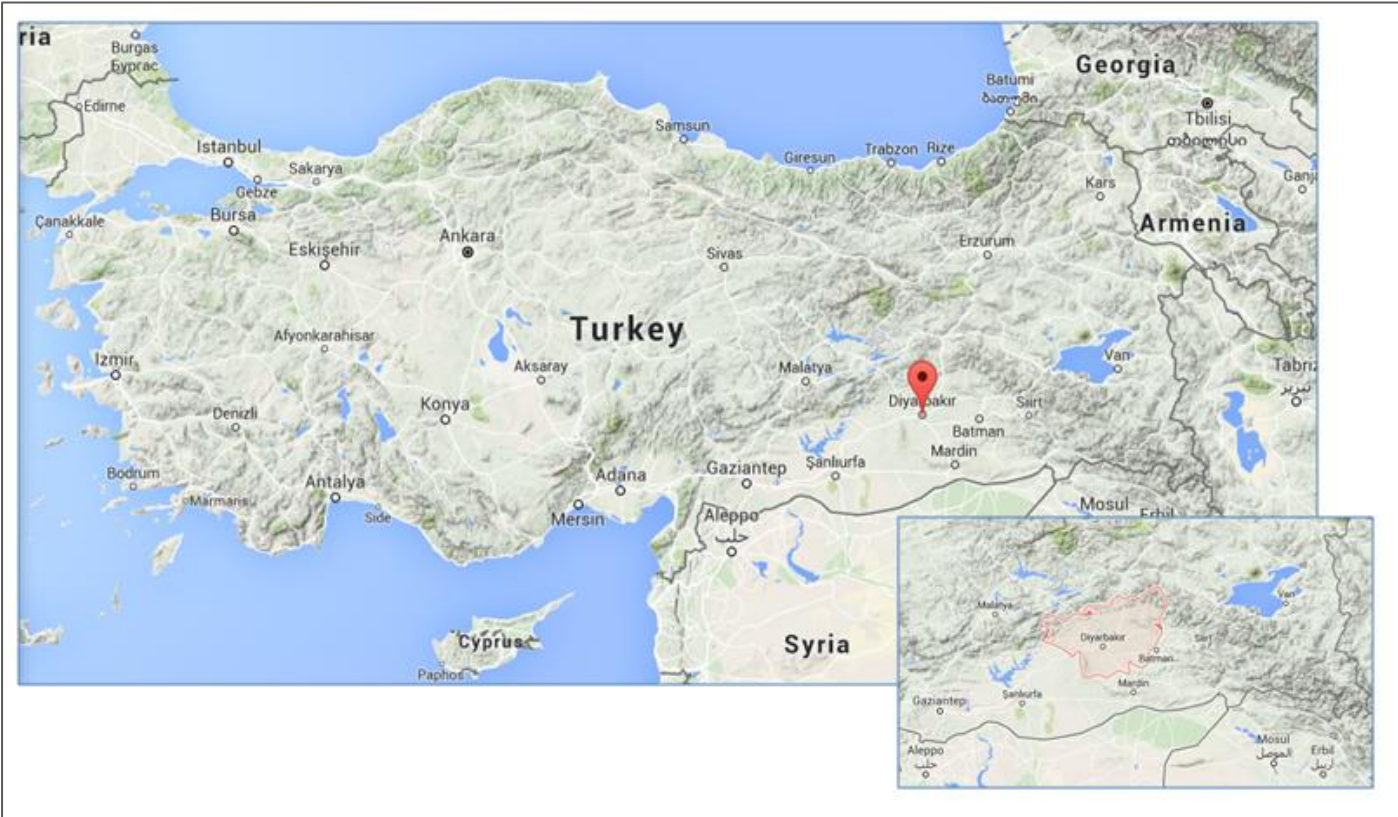 ria
Burgas
Бургас
Edirne
Istanbul
Gebze
Sakarya
Çanakkale
Bursa
Eskişehir
Ankara
Samsun
Giresun
Trabzon
Rize
Batumi
ბათუმი
Georgia
Tbilisi
თბილისი
Kars
Ganja
Armenia
Sivas
Erzurum
Turkey
Afyonkarahisar
Izmir
Aksaray
Malatya
Van
Tabriz
تبریز
Denizli
Konya
Diyarbakır
Siirt
Batman
Mardin
Bodrum
Marmaris
Antalya
Side
Adana
Mersin
Gaziantep
Şanlıurfa
Aleppo
حلب
Mosul
Erbil
Cyprus
Paphos
Syria
Malatya
Van
Diyarbakır
Siirt
Batman
Mardin
Şanlıurfa
Gaziantep
Aleppo
حلب
Mosul
الموصل
Erbil
اربيل